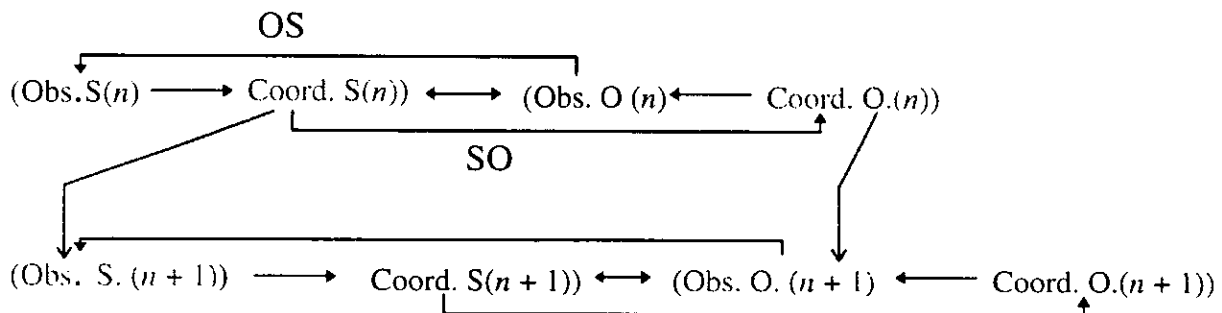 OS
(Obs.S(n) Coord. S(n)) (Obs. O (n) Coord. O.(n))
SO
(Obs. S. (n + 1)) Coord. S(n + 1)) (Obs. O. (n + 1) Coord. O.(n + 1))